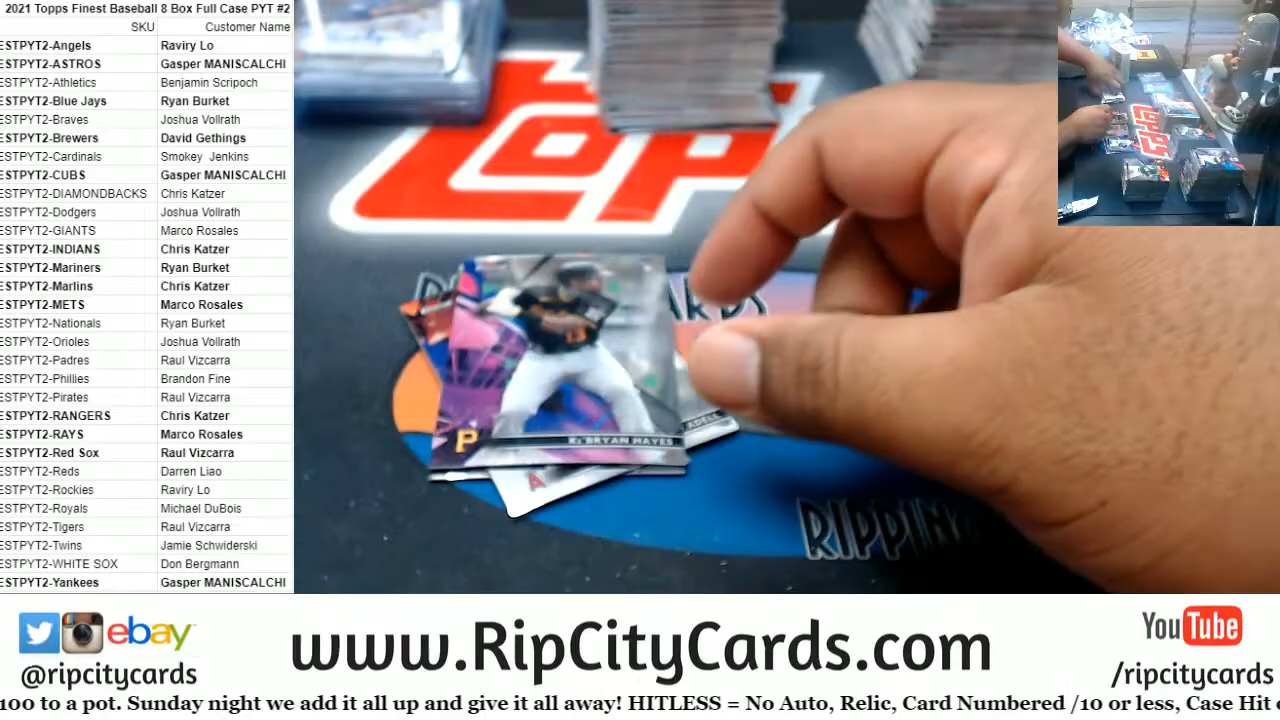 2021 Topps Finest Baseball 8 Box Full Case PYT #2
SKU Customer Name
ESTPYT2-Angels Raviry Lo
ESTPYT2-ASTROS Gasper MANISCALCHI
ESTPYT2-Athletics Benjamin Scripoch
ESTPYT2-Blue Jays Ryan Burket
ESTPYT2-Braves Joshua Vollrath
ESTPYT2-Brewers David Gethings
ESTPYT2-Cardinals Smokey Jenkins
ESTPYT2-CUBS Gasper MANISCALCHI
ESTPYT2-DIAMONDBACKS Chris Katzer
ESTPYT2-Dodgers Joshua Vollrath
ESTPYT2-GIANTS Marco Rosales
ESTPYT2-INDIANS Chris Katzer
ESTPYT2-Mariners Ryan Burket
ESTPYT2-Marlins Chris Katzer
ESTPYT2-METS Marco Rosales
ESTPYT2-Nationals Ryan Burket
ESTPYT2-Orioles Joshua Vollrath
ESTPYT2-Padres Raul Vizcarra
ESTPYT2-Phillies Brandon Fine
ESTPYT2-Pirates Raul Vizcarra
ESTPYT2-RANGERS Chris Katzer
ESTPYT2-RAYS Marco Rosales
ESTPYT2-Red Sox Raul Vizcarra
ESTPYT2-Reds Darren Liao
ESTPYT2-Rockies Raviry Lo
ESTPYT2-Royals Michael DuBois
ESTPYT2-Tigers Raul Vizcarra
ESTPYT2-Twins Jamie Schwiderski
ESTPYT2-WHITE SOX Don Bergmann
ESTPYT2-Yankees Gasper MANISCALCHI
TOPPS
TOPPS
P
KE'BRYAN HAYES
ADELL
A
RIPPING
ebay
@ripcitycards
www.RipCityCards.com
YouTube
/ripcitycards
100 to a pot. Sunday night we add it all up and give it all away! HITLESS = No Auto, Relic, Card Numbered /10 or less, Case Hit